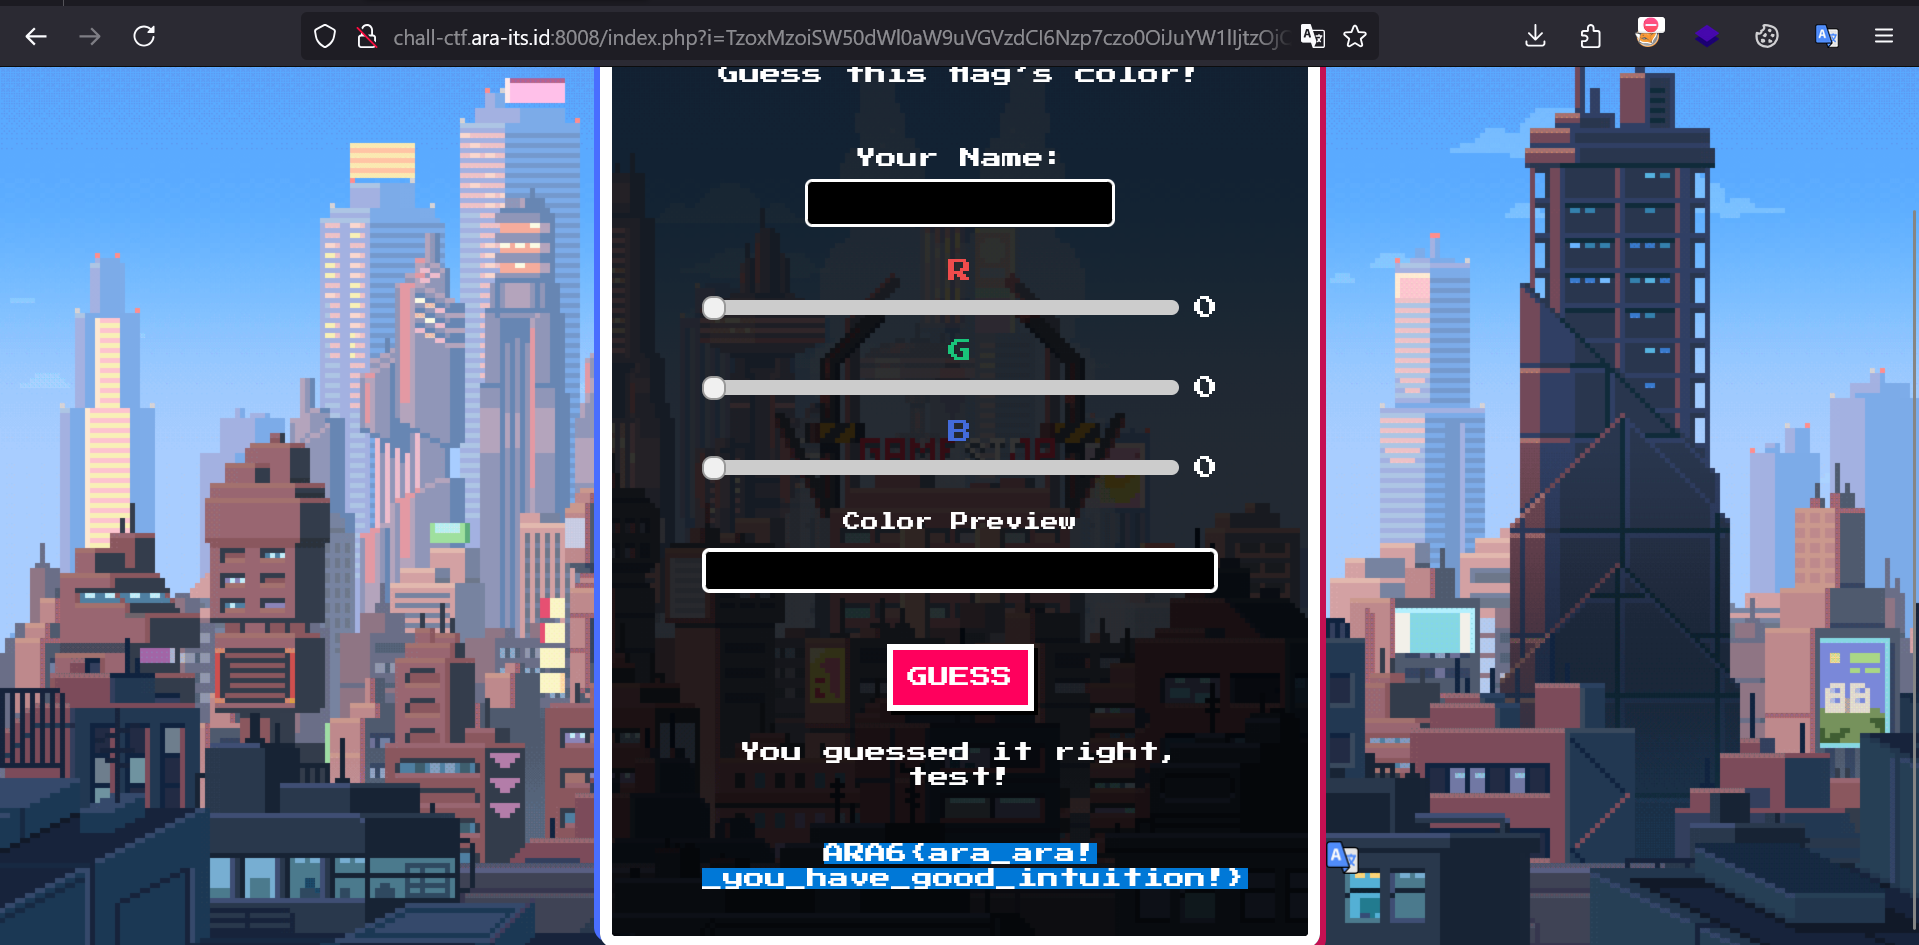 chall-ctf.ara-its.id:8008/index.php?i=TzoxMzoiSW50dWl0aW9uVGVzdCI6Nzp7czo0OiJuYW1lIjtzOjC
Guess this flag's color!
Your Name:
R
0
G
0
B
0
Color Preview
GUESS
You guessed it right,
test!
ARA6{ara_ara!
_you_have_good_intuition!}